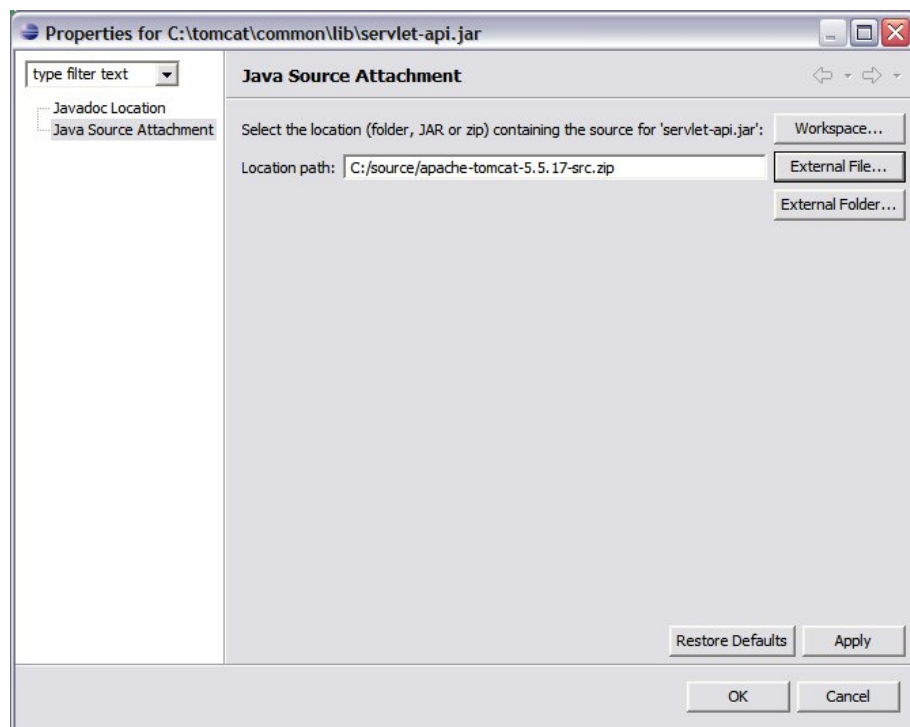 Properties for C:\tomcat\common\lib\servlet-api.jar
type filter text
Javadoc Location
Java Source Attachment
Java Source Attachment
Select the location (folder, JAR or zip) containing the source for 'servlet-api.jar':
Workspace...
Location path: C:/source/apache-tomcat-5.5.17-src.zip
External File...
External Folder...
Restore Defaults
Apply
OK
Cancel